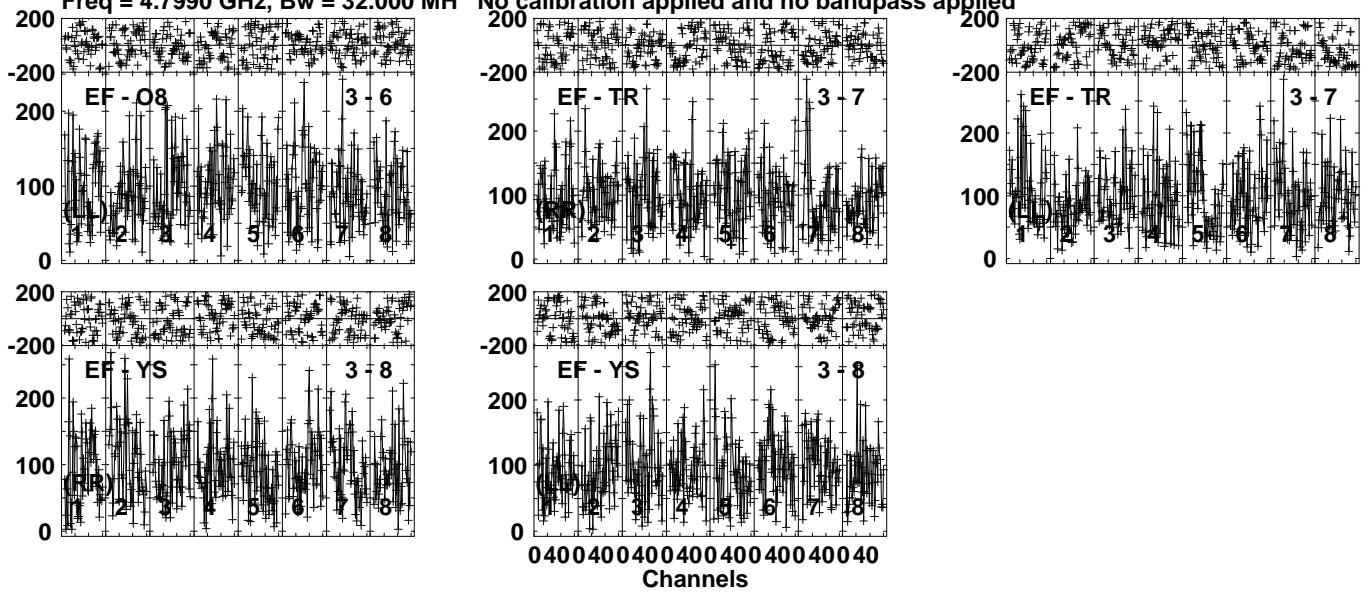 Freq = 4.7990 GHz, Bw = 32.000 MH No calibration applied and no bandpass applied
200 200 200
-200 -200 -200
EF - O8 3 - 6 EF - TR 3 - 7 EF - TR 3 - 7
200 200 200
100 100 100
(LL) (RR) (LL)
1 2 3 4 5 6 7 8 1 2 3 4 5 6 7 8 1 2 3 4 5 6 7 8
0 0 0
200 200
-200 -200
EF - YS 3 - 8 EF - YS 3 - 8
200 200
100 100
(RR) (LL)
1 2 3 4 5 6 7 8 1 2 3 4 5 6 7 8
0 0
0 40 0 40 0 40 0 40 0 40 0 40 0 40 0 40
Channels